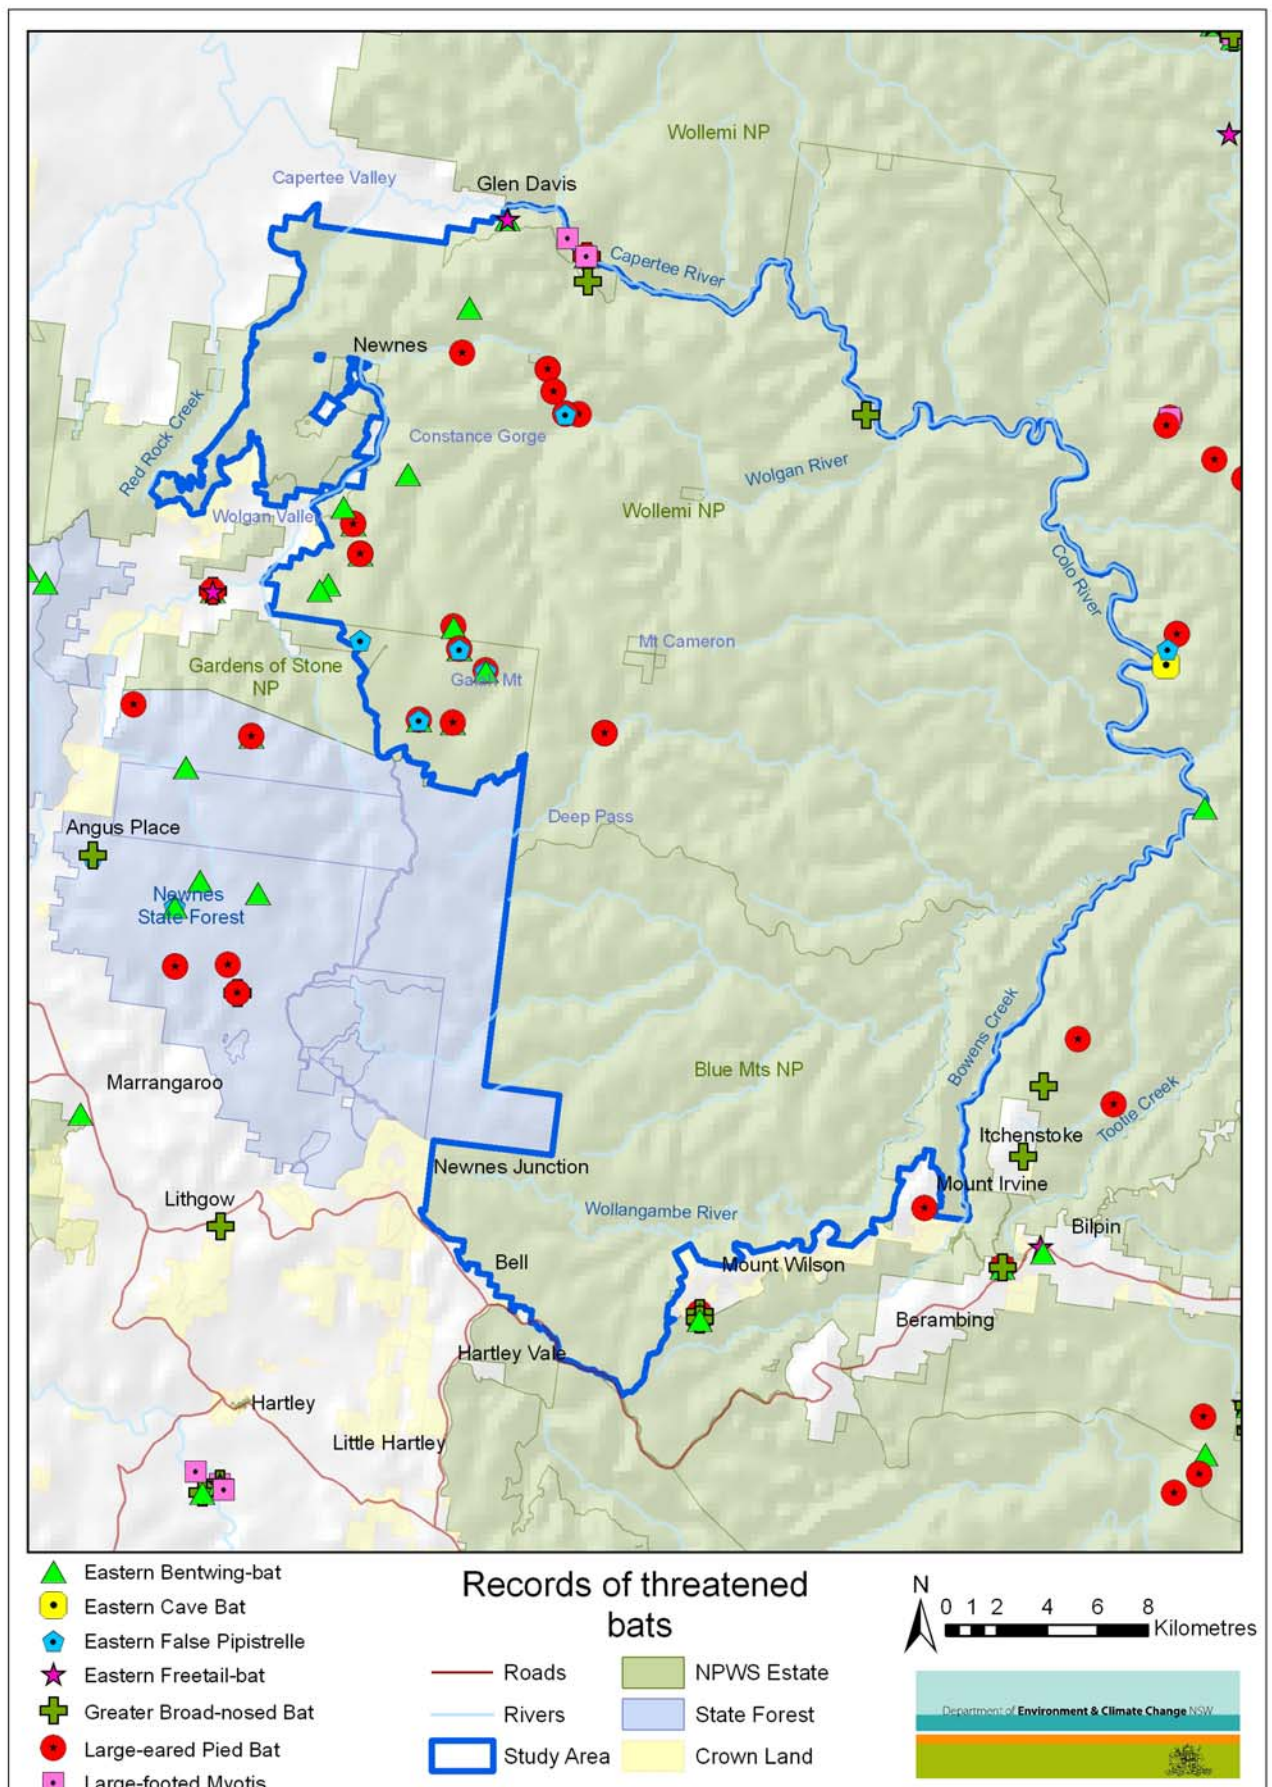 Wollemi NP
Capertee Valley
Glen Davis
Capertee River
Newnes
Red Rock Creek
Constance Gorge
Wolgan River
Wolgan Valley
Wollemi NP
Colo River
Mt Cameron
Gardens of Stone
NP
Mt
Deep Pass
Angus Place
Newnes
State Forest
Bowens Creek
Blue Mts NP
Marrangaroo
Tootie Creek
Itchenstoke
Newnes Junction
Mount Irvine
Lithgow
Wollangambe River
Bilpin
Bell
Mount Wilson
Berambing
Hartley Vale
Hartley
Little Hartley
Eastern Bentwing-bat
Eastern Cave Bat
Eastern False Pipistrelle
Eastern Freetail-bat
Greater Broad-nosed Bat
Large-eared Pied Bat
Large-footed Myotis
Records of threatened
bats
Roads
Rivers
Study Area
NPWS Estate
State Forest
Crown Land
N
0 1 2 4 6 8
Kilometres
Department of Environment & Climate Change NSW